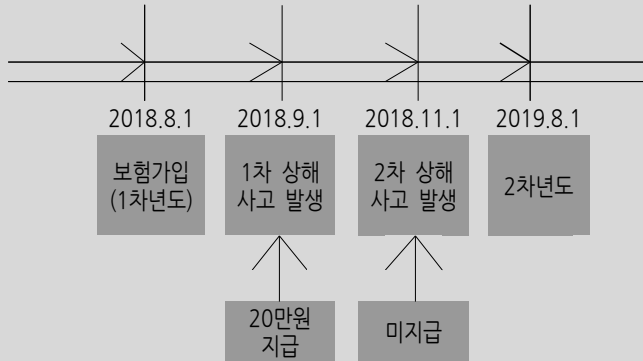 2018.8.1
2018.9.1
2018.11.1
2019.8.1
보험가입
(1차년도)
1차 상해
사고 발생
2차 상해
사고 발생
2차년도
20만원
지급
미지급